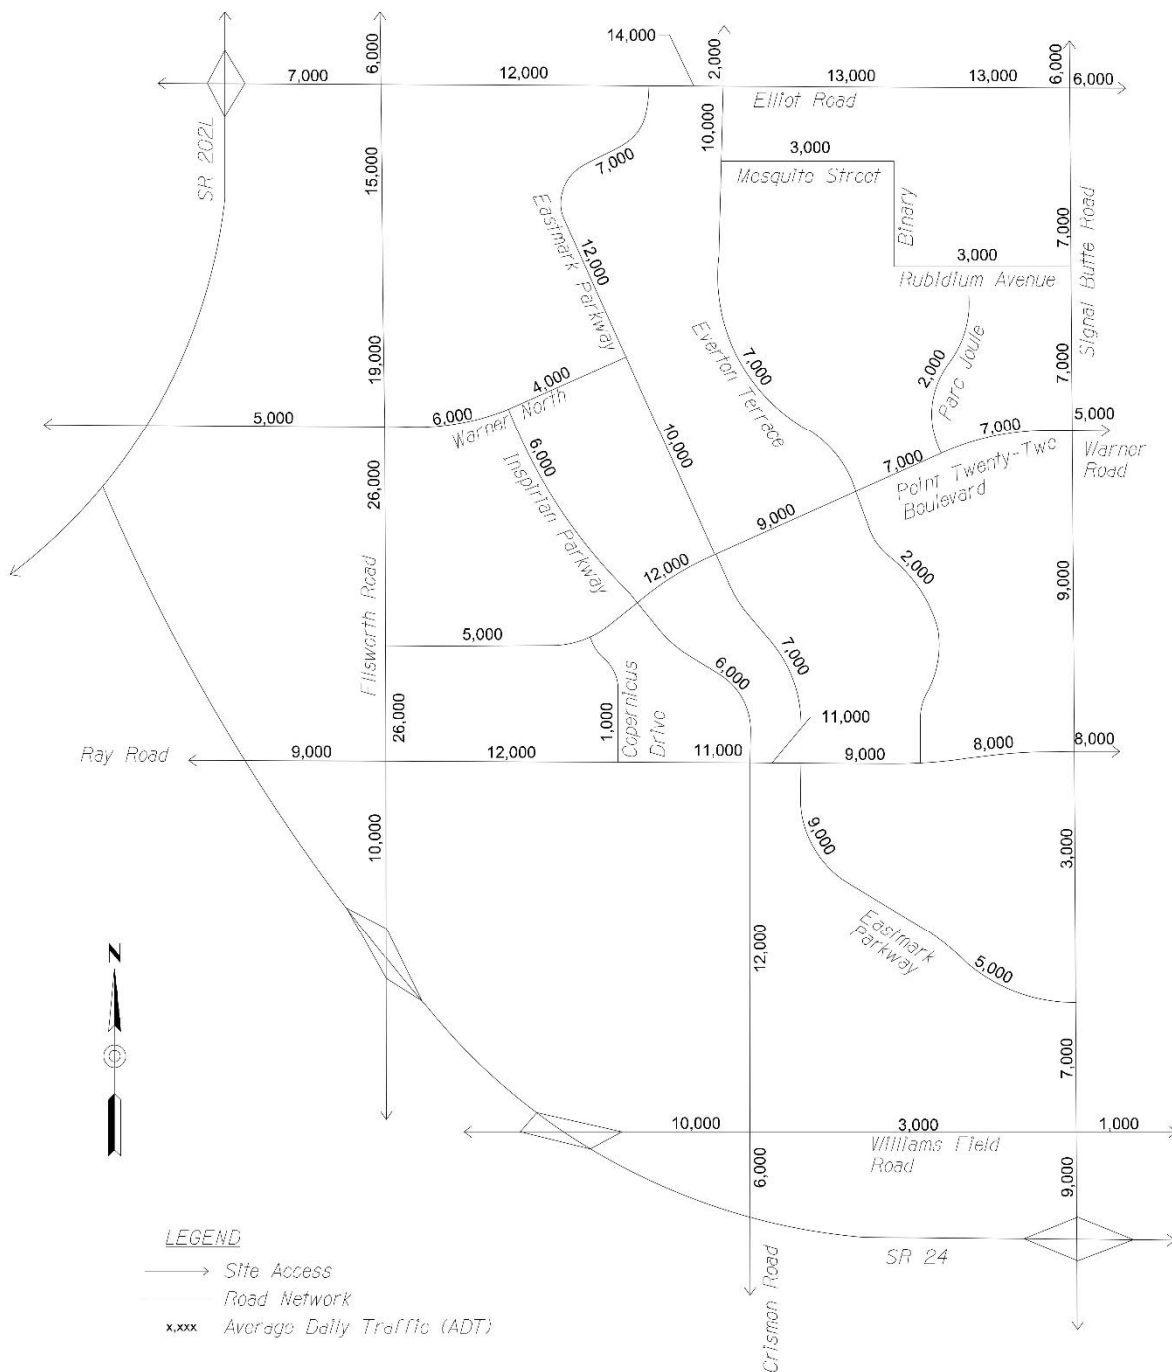 14,000
7,000
6,000
12,000
2,000
13,000
13,000
6,000
6,000
Elliot Road
SR 202L
15,000
7,000
10,000
3,000
Mesquite Street
Binary
7,000
Signal Butte Road
3,000
Rubidium Avenue
Eastmark Parkway
12,000
Everton Terrace
7,000
2,000
Parc Joule
7,000
19,000
4,000
Warner North
6,000
5,000
6,000
Inspirian Parkway
10,000
7,000
7,000
5,000
Point Twenty-Two
Boulevard
Warner
Road
26,000
Ellsworth Road
9,000
12,000
2,000
9,000
5,000
7,000
6,000
1,000
Copernicus
Drive
26,000
11,000
Ray Road
9,000
12,000
11,000
9,000
8,000
8,000
10,000
9,000
3,000
Eastmark
Parkway
5,000
12,000
7,000
N
10,000
3,000
1,000
Williams Field
Road
6,000
9,000
SR 24
Crismon Road
LEGEND
Site Access
Road Network
x,xxx Average Daily Traffic (ADT)